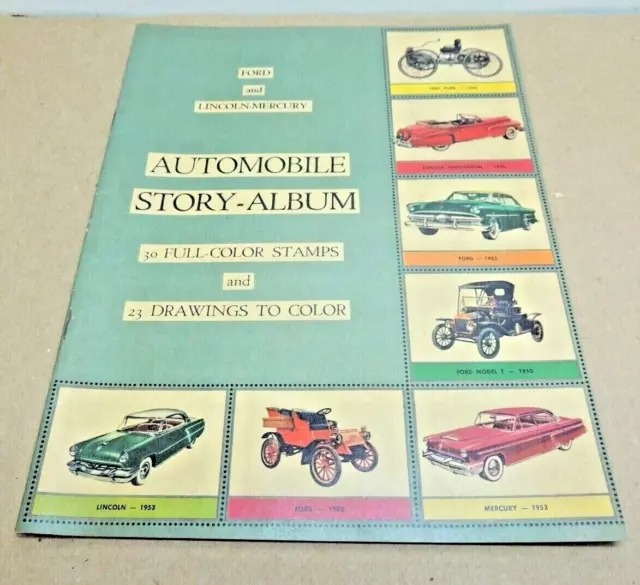 FORD
and
LINCOLN-MERCURY
AUTOMOBILE
STORY-ALBUM
30 FULL-COLOR STAMPS
and
23 DRAWINGS TO COLOR
FORD — 1953
FORD MODEL T — 1910
LINCOLN — 1953
FORD —
MERCURY — 1953